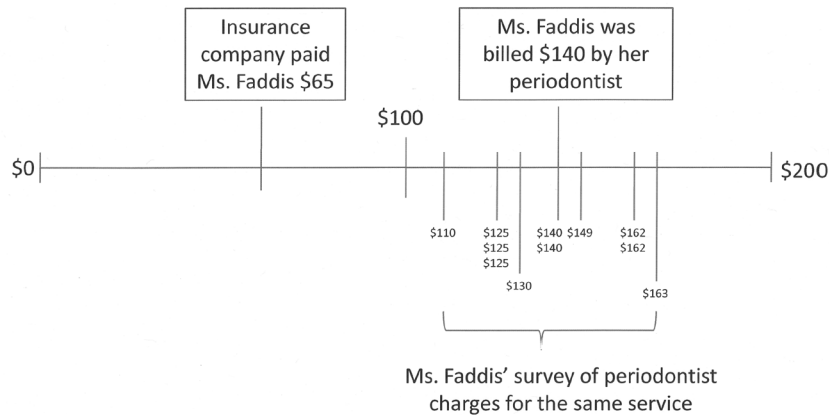 Insurance
company paid
Ms. Faddis $65
Ms. Faddis was
billed $140 by her
periodontist
$100
$0
$200
$110
$125
$125
$125
$130
$140
$140
$149
$162
$162
$163
Ms. Faddis’ survey of periodontist
charges for the same service